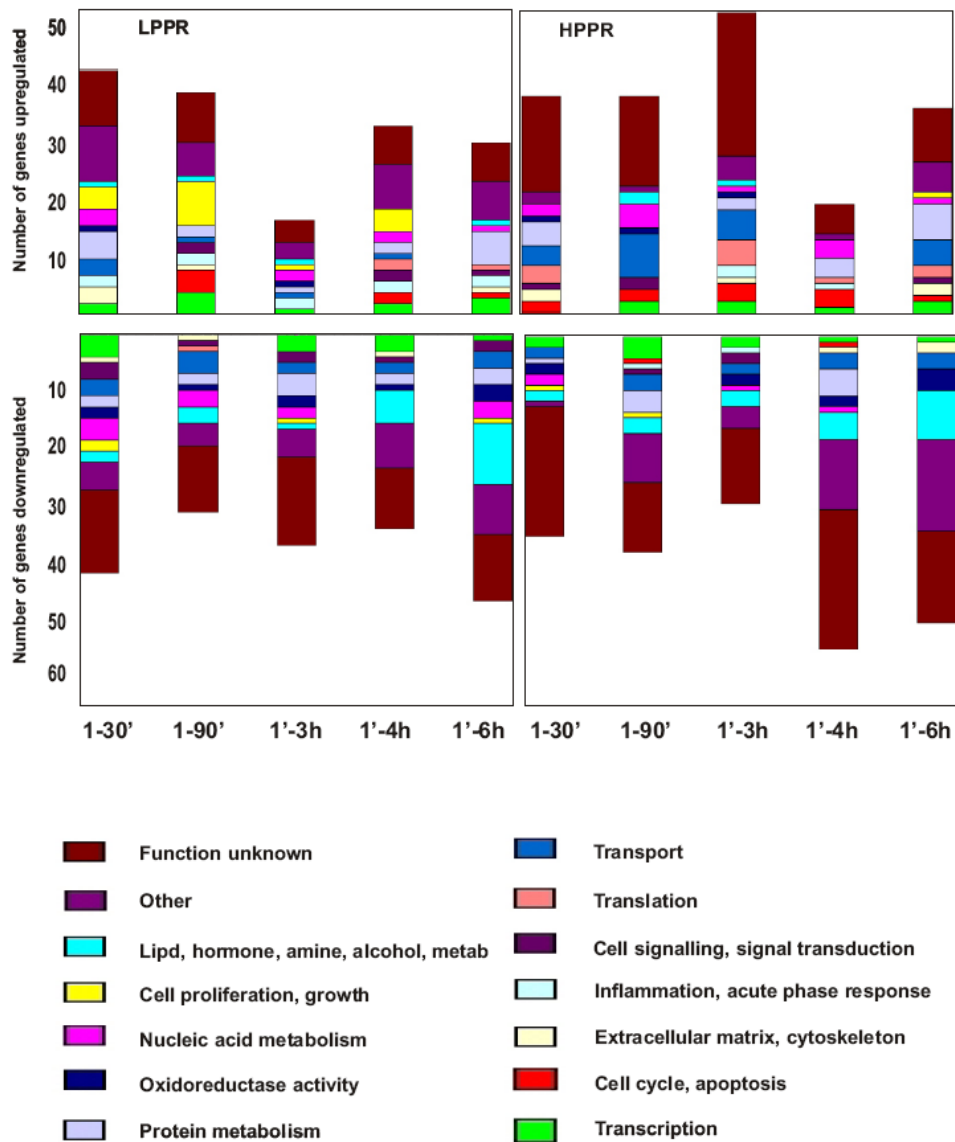 LPPR
HPPR
Number of genes upregulated
50
40
30
20
10
Number of genes downregulated
10
20
30
40
50
60
1-30’ 1-90’ 1’-3h 1’-4h 1’-6h 1-30’ 1-90’ 1’-3h 1’-4h 1’-6h
Function unknown
Other
Lipd, hormone, amine, alcohol, metab
Cell proliferation, growth
Nucleic acid metabolism
Oxidoreductase activity
Protein metabolism
Transport
Translation
Cell signalling, signal transduction
Inflammation, acute phase response
Extracellular matrix, cytoskeleton
Cell cycle, apoptosis
Transcription